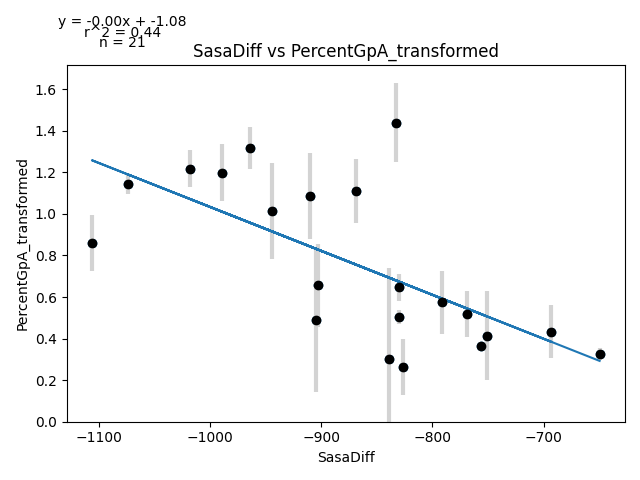 y = -0.00x + -1.08
r^2 = 0.44
n = 21
SasaDiff vs PercentGpA_transformed
1.6
1.4
1.2
1.0
0.8
0.6
0.4
0.2
0.0
PercentGpA_transformed
−1100 −1000 −900 −800 −700
SasaDiff